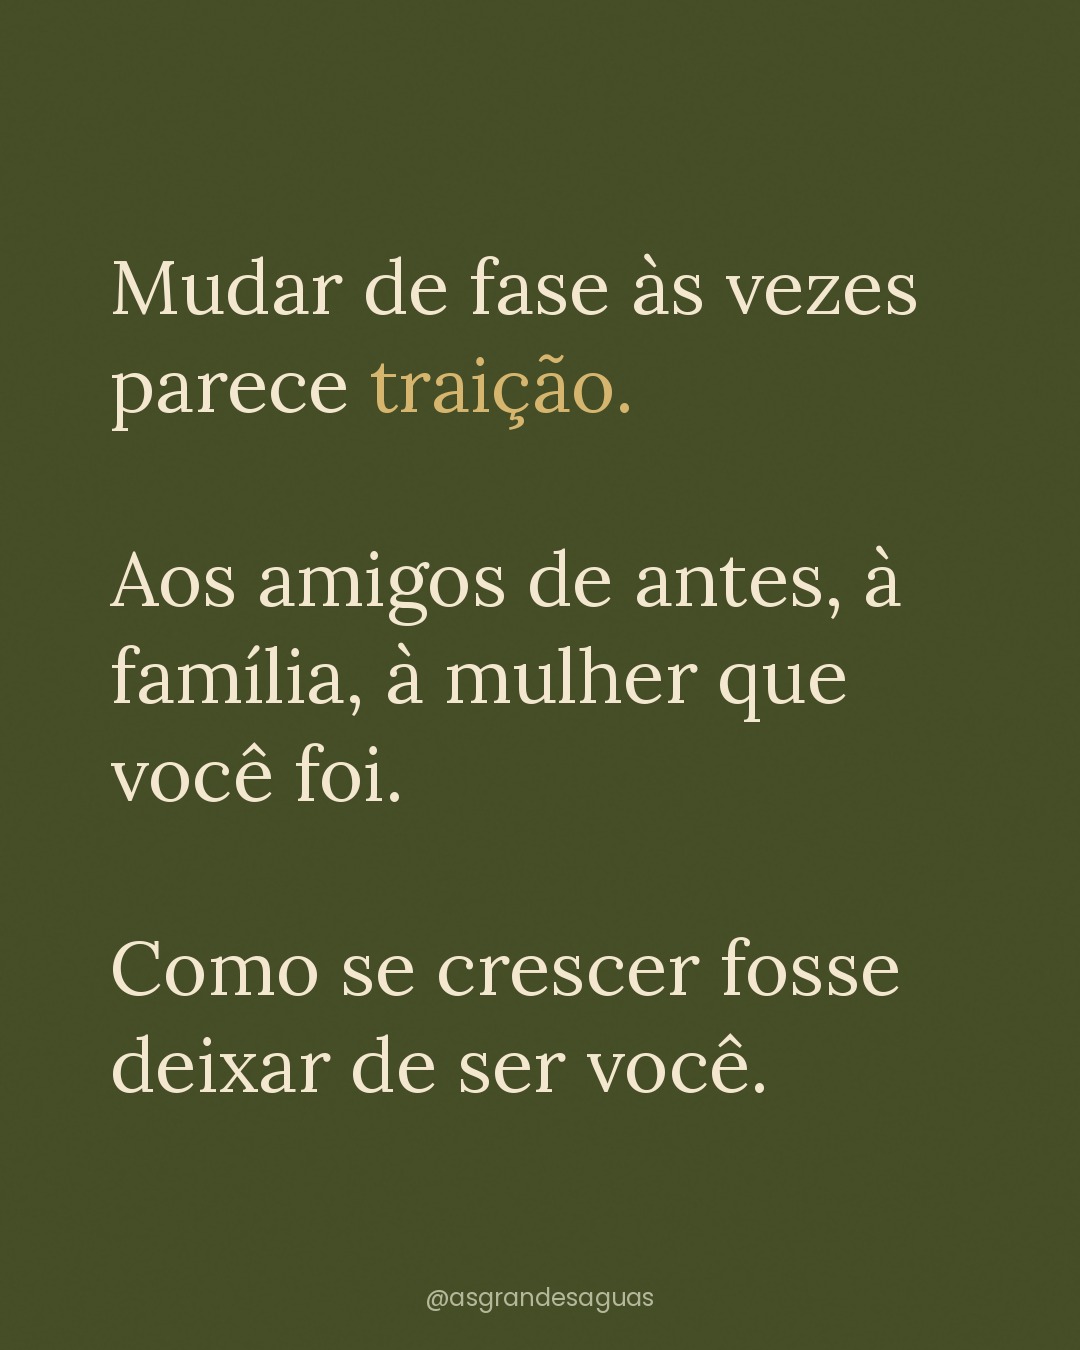 Mudar de fase às vezes
parece traição.
Aos amigos de antes, à
família, à mulher que
você foi.
Como se crescer fosse
deixar de ser você.
@asgrandesaguas